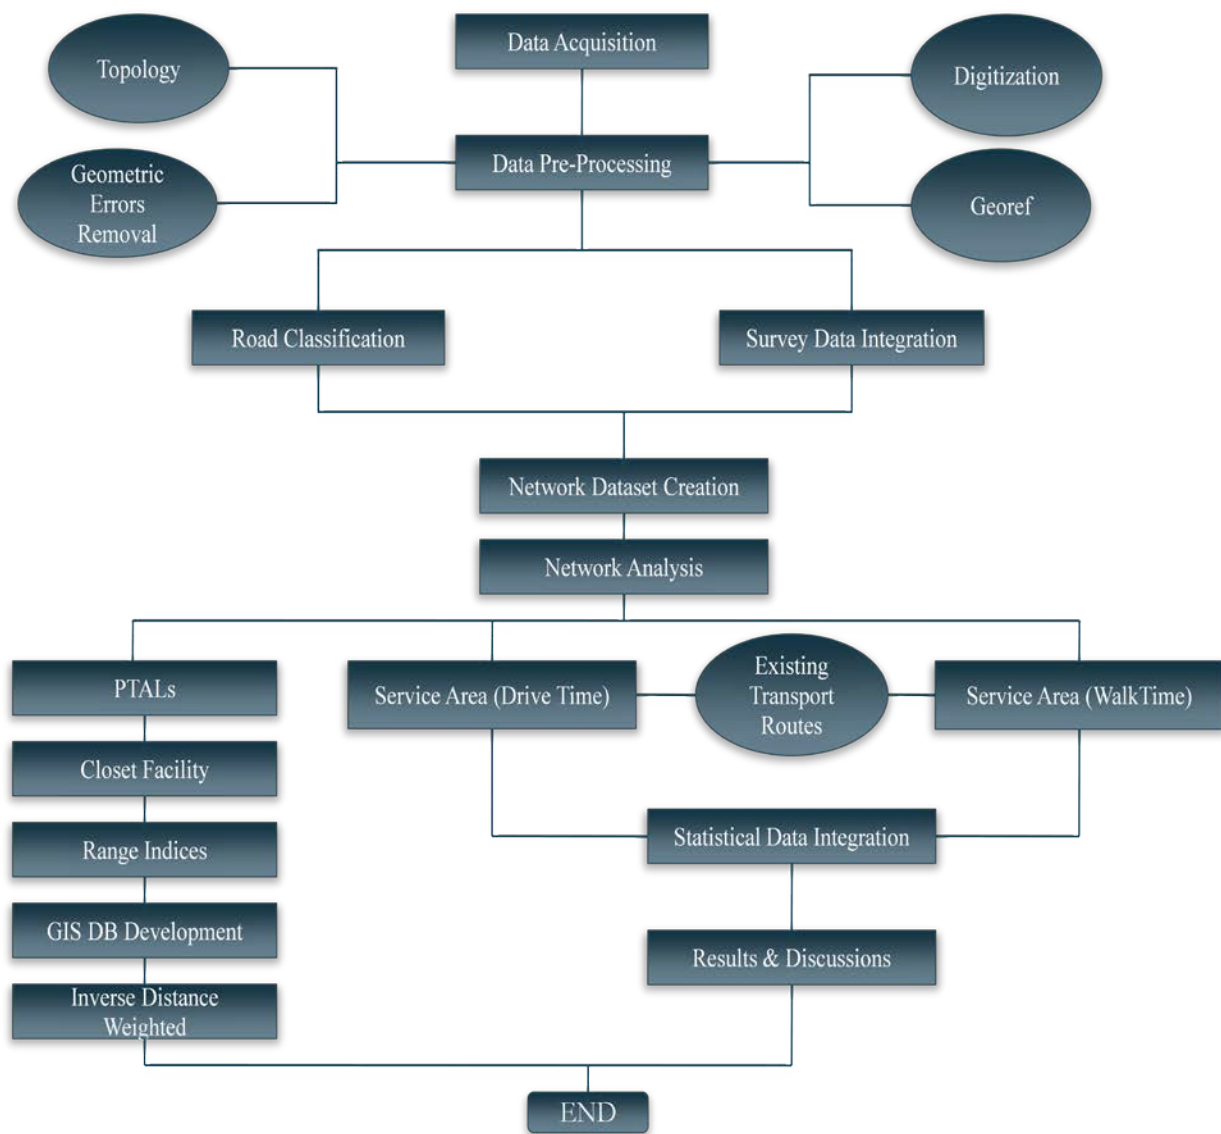 Data Acquisition
Topology
Digitization
Data Pre-Processing
Geometric
Errors
Removal
Georef
Road Classification
Survey Data Integration
Network Dataset Creation
Network Analysis
PTALs
Service Area (Drive Time)
Existing
Transport
Routes
Service Area (WalkTime)
Closet Facility
Range Indices
Statistical Data Integration
GIS DB Development
Results & Discussions
Inverse Distance
Weighted
END